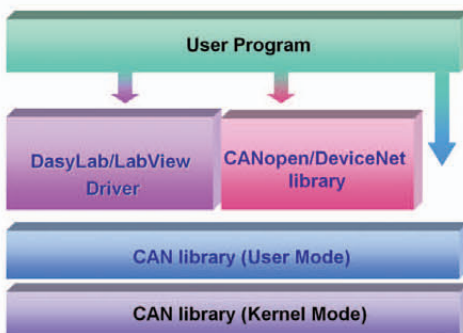 User Program
DasyLab/LabView
Driver
CANopen/DeviceNet
library
CAN library (User Mode)
CAN library (Kernel Mode)